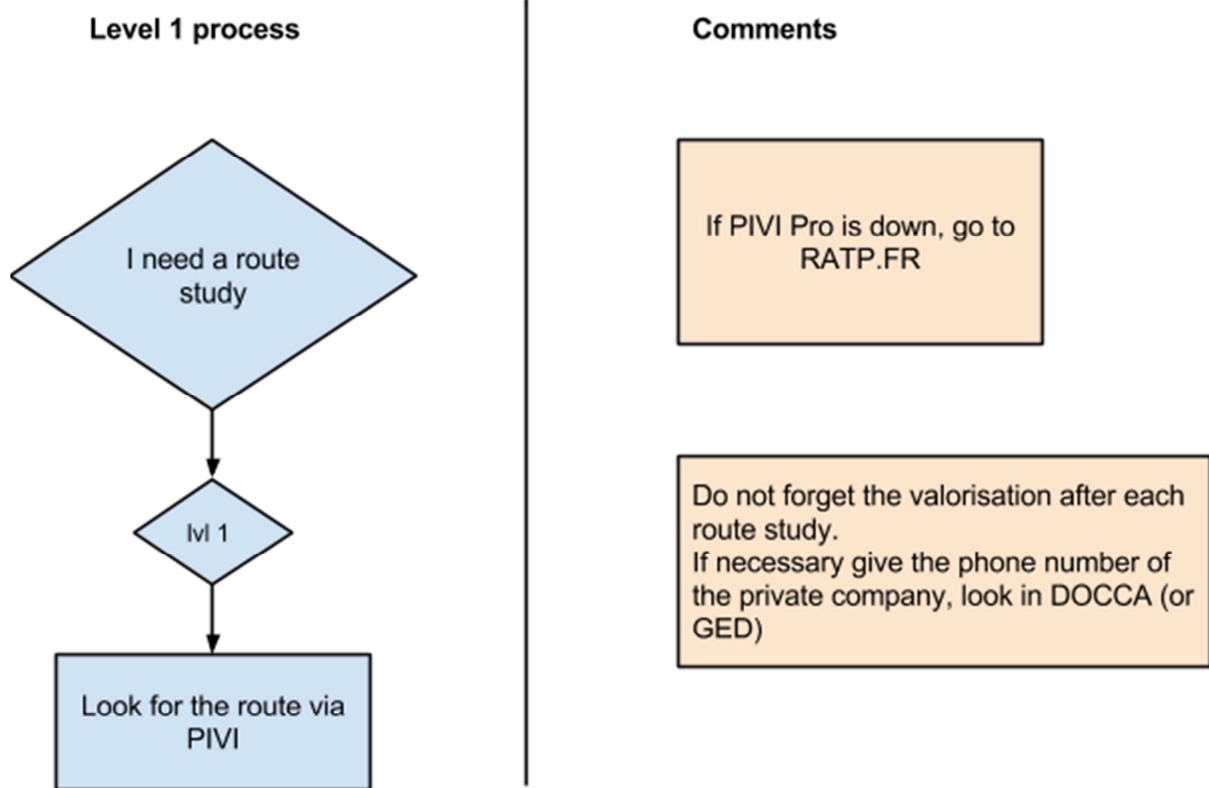 Level 1 process
I need a route
study
lvl 1
Look for the route via
PIVI
Comments
If PIVI Pro is down, go to
RATP.FR
Do not forget the valorisation after each
route study.
If necessary give the phone number of
the private company, look in DOCCA (or
GED)